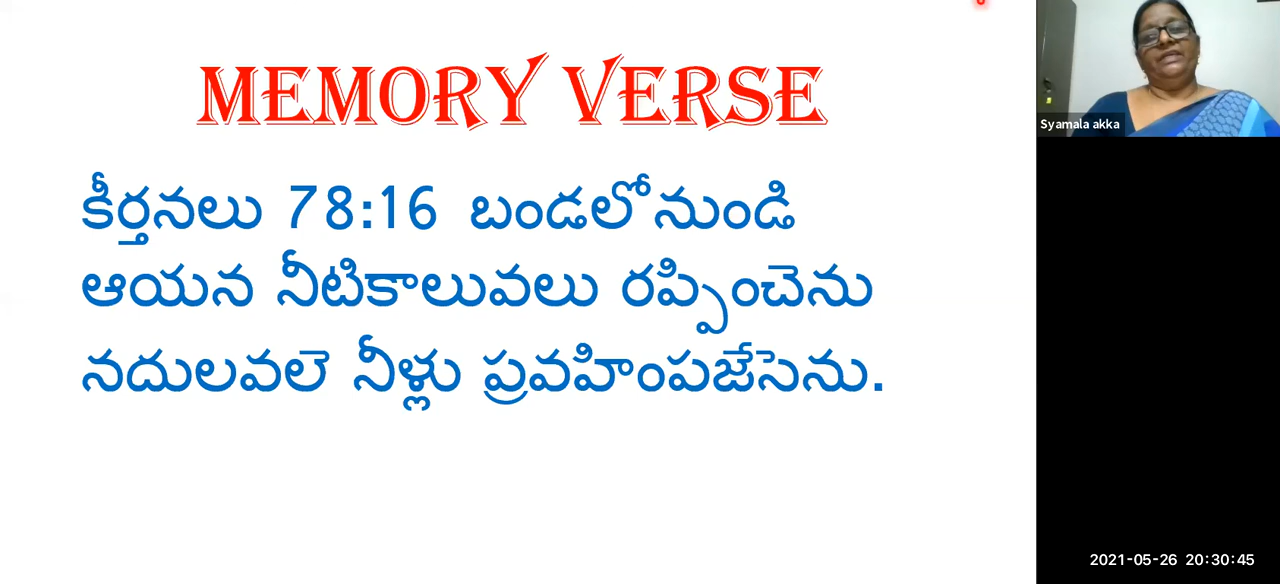 MEMORY VERSE
కీర్తనలు 78:16 బండలోనుండి
ఆయన నీటికాలువలు రప్పించెను
నదులవలె నీళ్లు ప్రవహింపజేసెను.
Syamala akka
2021-05-26 20:30:45